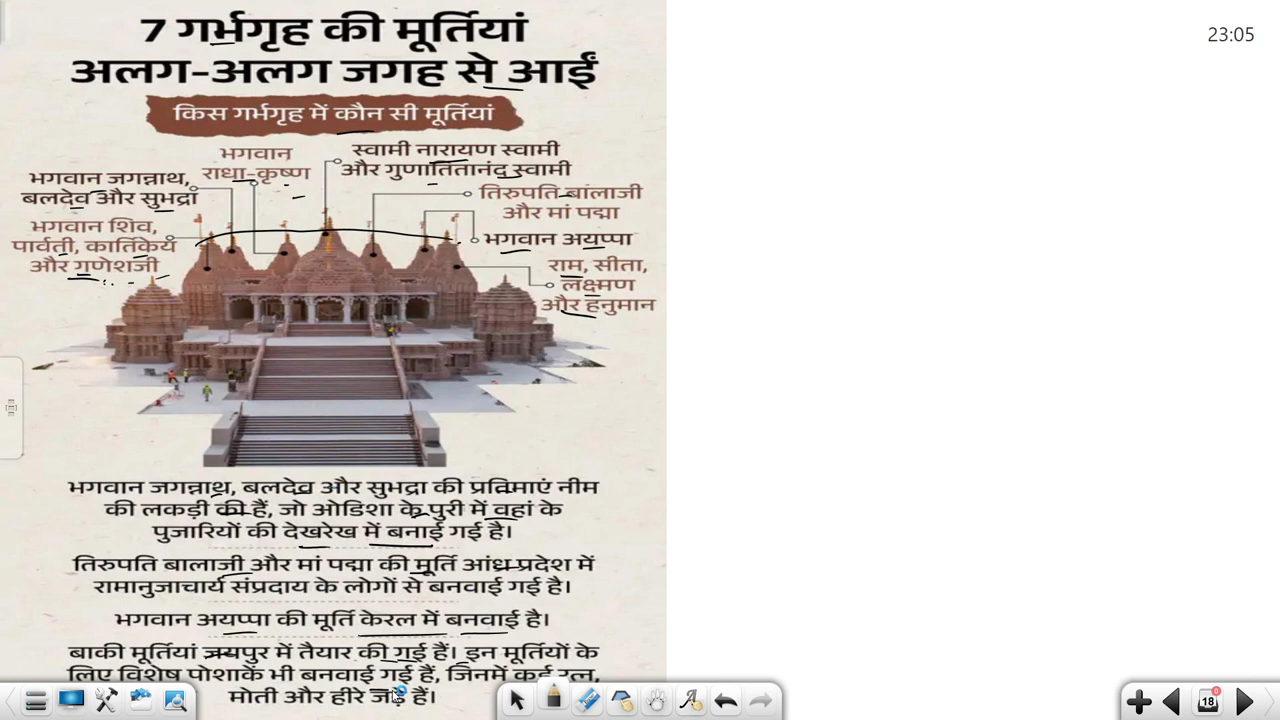 7 गर्भगृह की मूर्तियां
अलग-अलग जगह से आईं
किस गर्भगृह में कौन सी मूर्तियां
भगवान
राधा-कृष्ण
स्वामी नारायण स्वामी
और गुणातितानंद स्वामी
भगवान जगन्नाथ,
बलदेव और सुभद्रा
तिरुपति बालाजी
और मां पद्मा
भगवान शिव,
पार्वती, कार्तिकेय
और गणेशजी
भगवान अयप्पा
राम, सीता,
लक्ष्मण
और हनुमान
भगवान जगन्नाथ, बलदेव और सुभद्रा की प्रतिमाएं नीम
की लकड़ी की हैं, जो ओडिशा के पुरी में वहां के
पुजारियों की देखरेख में बनाई गई है।
तिरुपति बालाजी और मां पद्मा की मूर्ति आंध्र प्रदेश में
रामानुजाचार्य संप्रदाय के लोगों से बनवाई गई है।
भगवान अयप्पा की मूर्ति केरल में बनवाई है।
बाकी मूर्तियां जयपुर में तैयार की गई हैं। इन मूर्तियों के
लिए विशेष पोशाकें भी बनवाई गई हैं, जिनमें कई रत्न,
मोती और हीरे जड़े हैं।
23:05
18
0